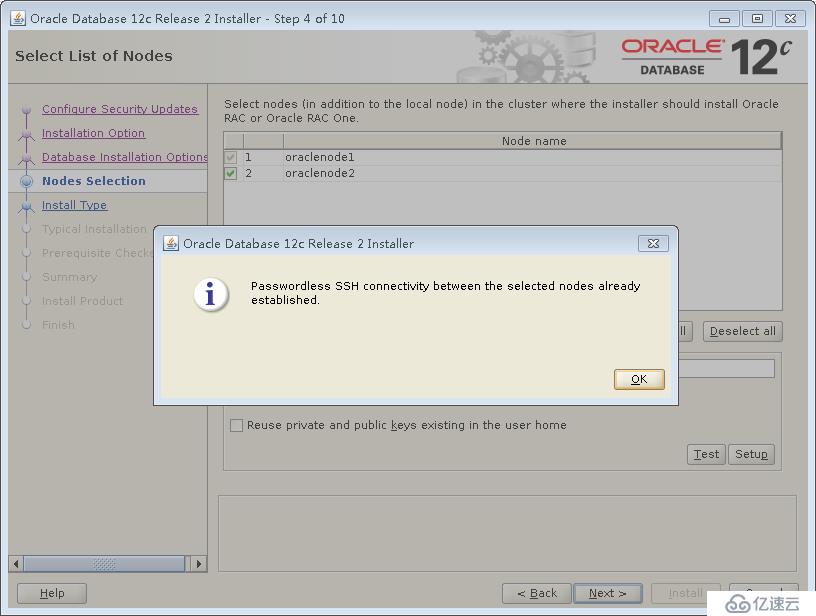 Oracle Database 12c Release 2 Installer - Step 4 of 10
Select List of Nodes
ORACLE
DATABASE
12c
Configure Security Updates
Installation Option
Database Installation Options
Nodes Selection
Install Type
Typical Installation
Prerequisite Checks
Summary
Install Product
Finish
Select nodes (in addition to the local node) in the cluster where the installer should install Oracle
RAC or Oracle RAC One.
Node name
1 oraclenode1
2 oraclenode2
Oracle Database 12c Release 2 Installer
Passwordless SSH connectivity between the selected nodes already
established.
OK
Deselect all
Reuse private and public keys existing in the user home
Test
Setup
Help
< Back
Next >
Install
亿速云